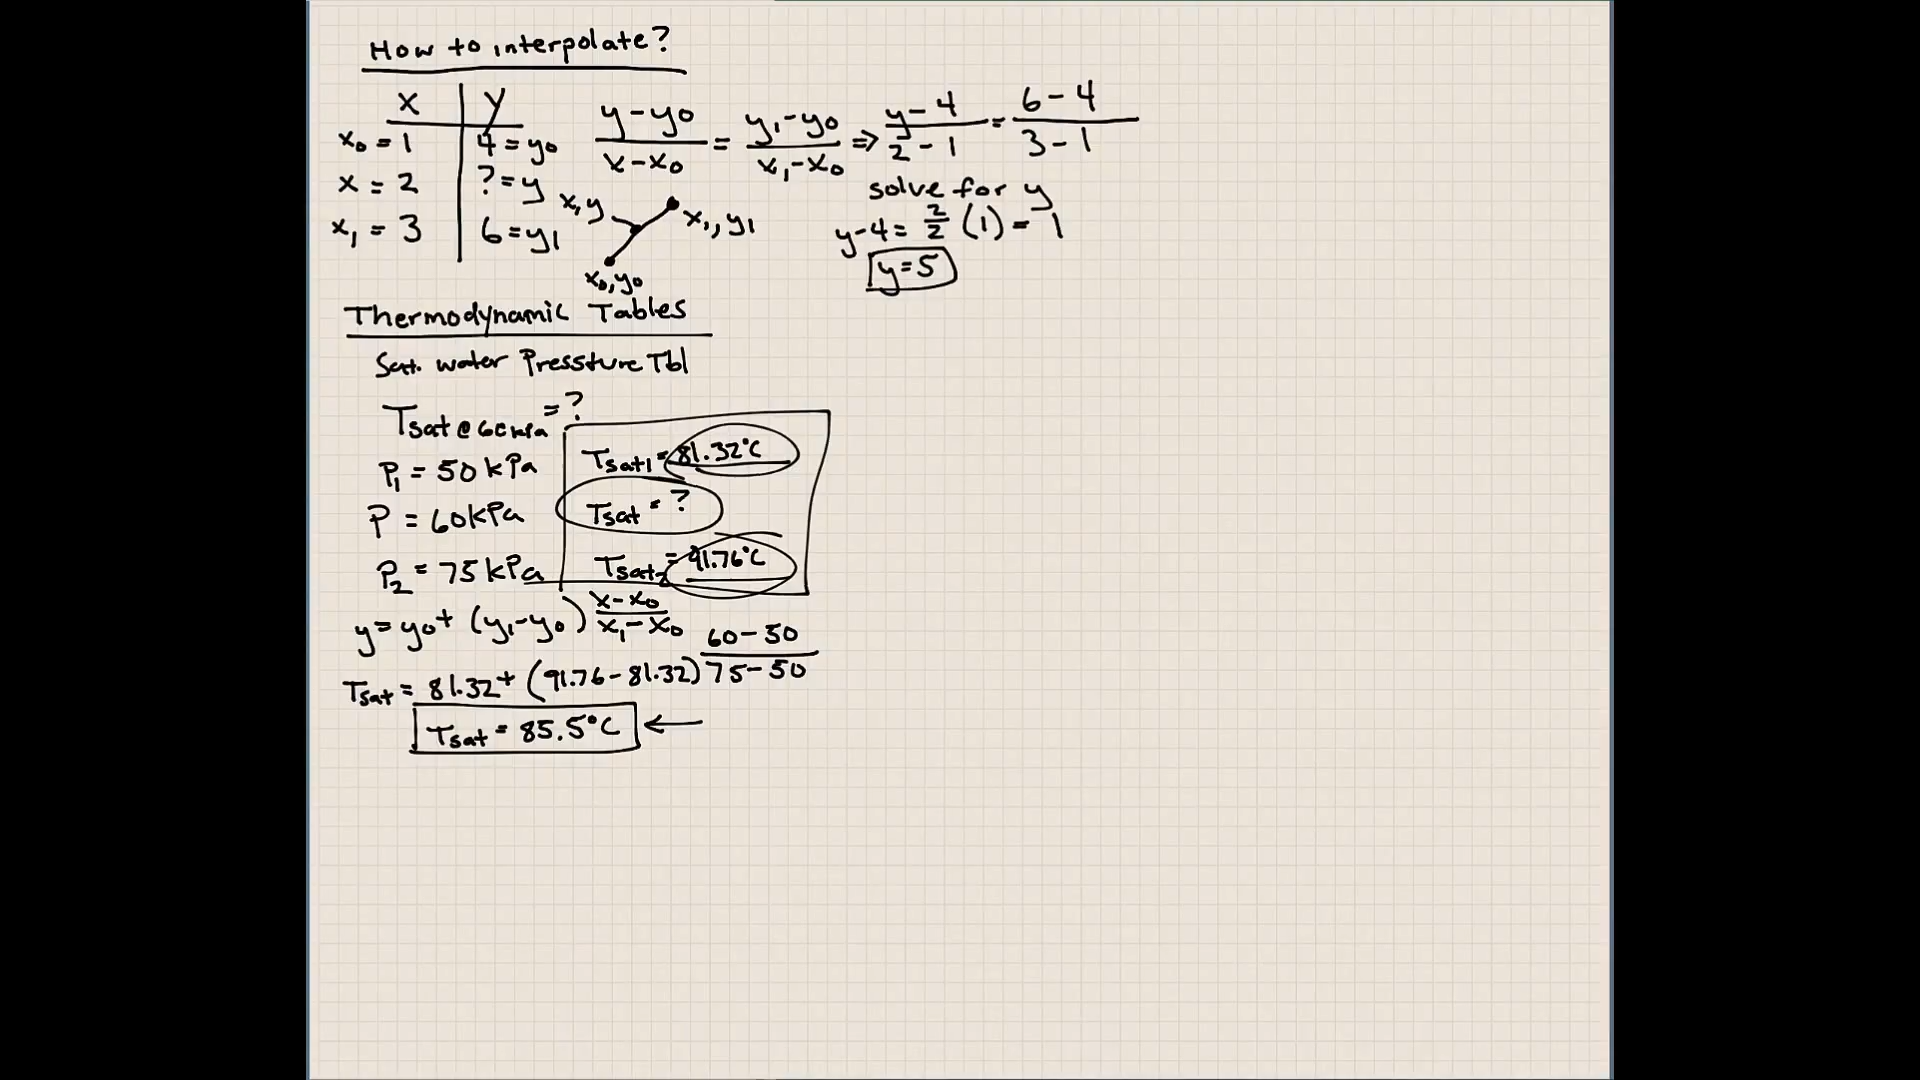 How to interpolate?
x | y
x₀ = 1 | 4 = y₀
x = 2 | ? = y
x₁ = 3 | 6 = y₁
(y - y₀)/(x - x₀) = (y₁ - y₀)/(x₁ - x₀) ⇒ (y - 4)/(2 - 1) = (6 - 4)/(3 - 1)
x, y
x₁, y₁
x₀, y₀
solve for y
y - 4 = 2/2 (1) = 1
y = 5
Thermodynamic Tables
Sat. water Pressture Tbl
Tsat @ 60 kPa = ?
P₁ = 50 kPa Tsat1 = 81.32°C
P = 60 kPa Tsat = ?
P₂ = 75 kPa Tsat2 = 91.76°C
y = y₀ + (y₁ - y₀) (x - x₀)/(x₁ - x₀)
Tsat = 81.32 + (91.76 - 81.32) (60 - 50)/(75 - 50)
Tsat = 85.5°C ←